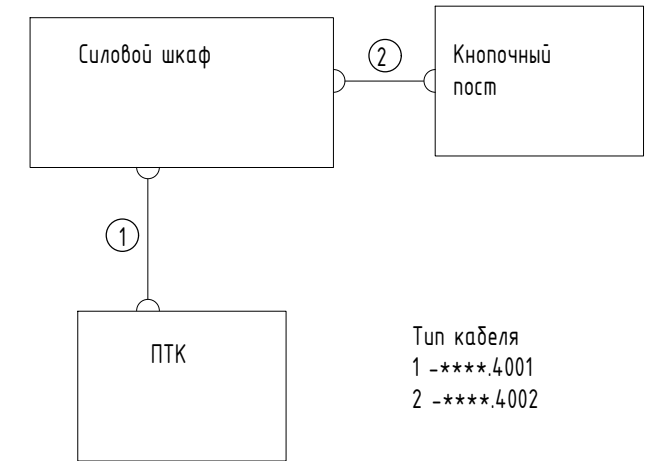 Силовой шкаф
2
Кнопочный
пост
1
ПТК
Тип кабеля
1 -****.4001
2 -****.4002